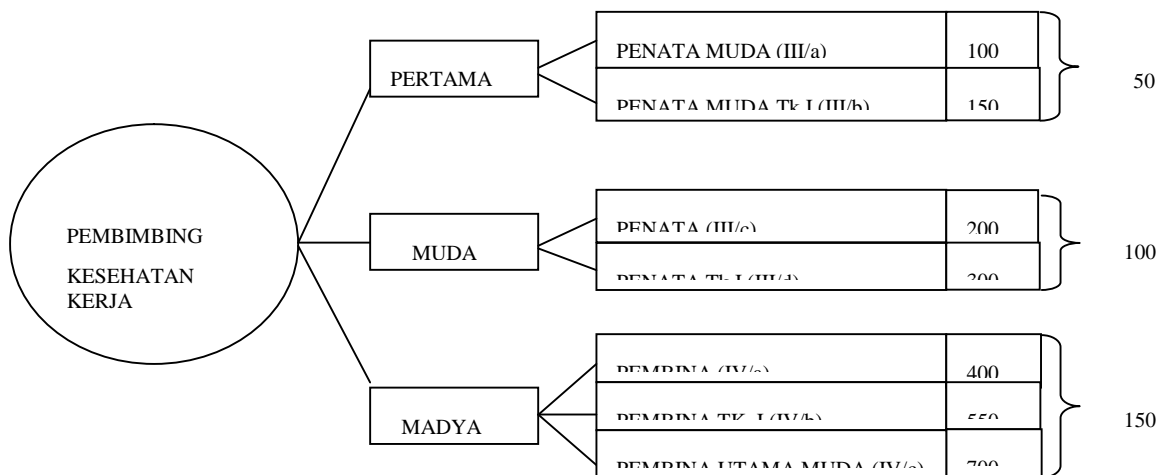 PEMBIMBING
KESEHATAN
KERJA
PERTAMA
PENATA MUDA (III/a) 100
PENATA MUDA Tk I (III/b) 150
50
MUDA
PENATA (III/c) 200
PENATA Tk I (III/d) 300
100
MADYA
PEMBINA (IV/a) 400
PEMBINA TK. I (IV/b) 550
PEMBINA UTAMA MUDA (IV/c) 700
150